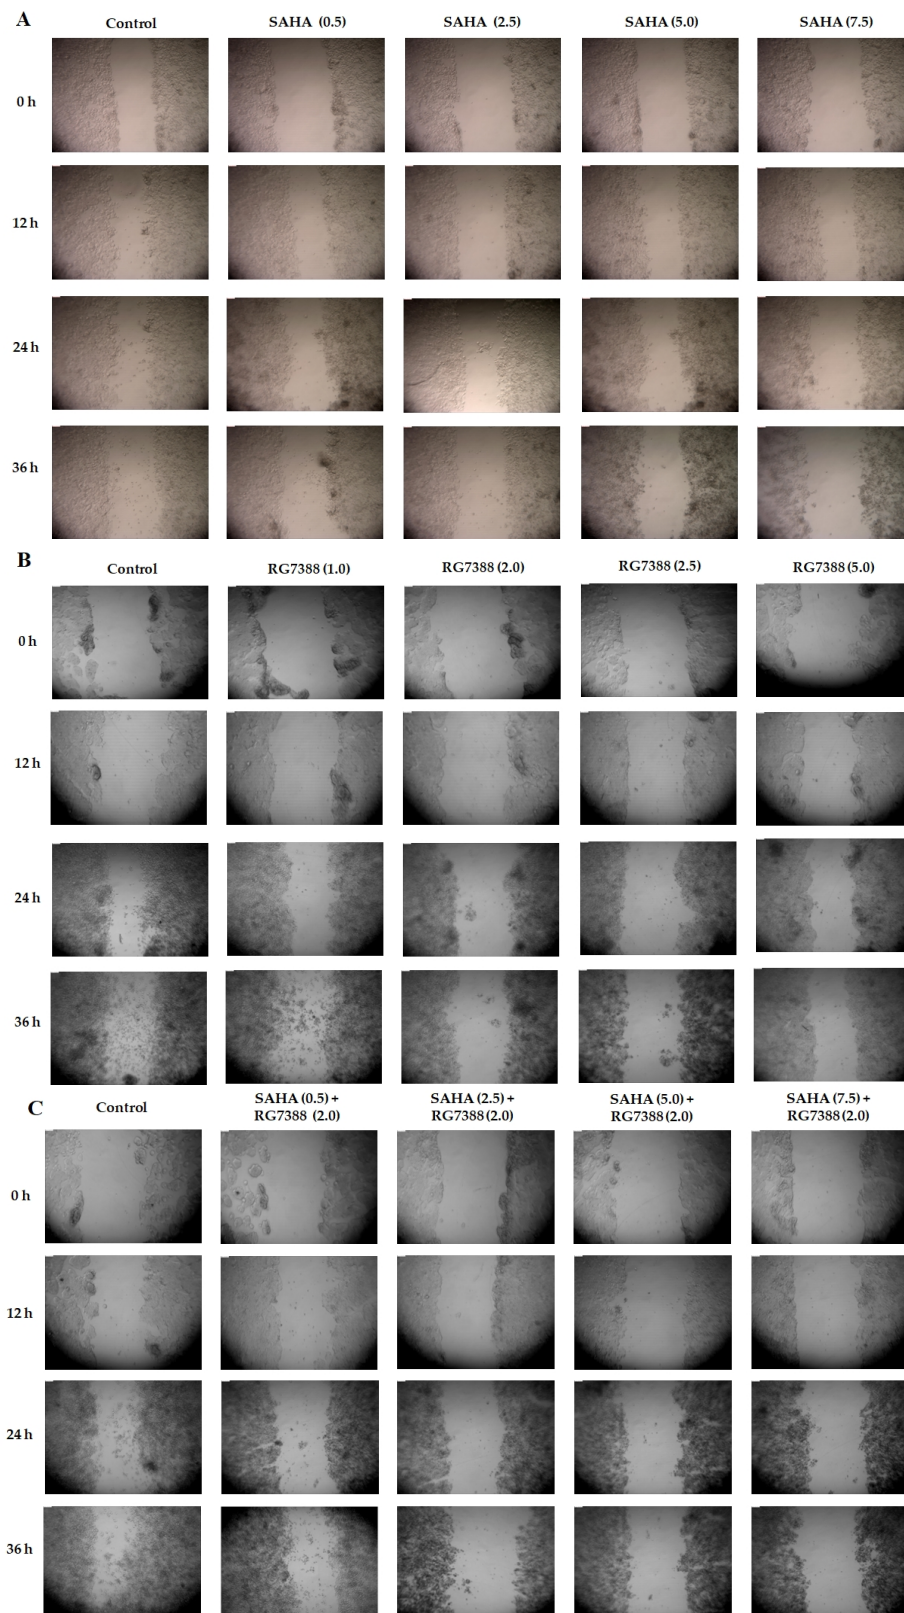 A
Control SAHA (0.5) SAHA (2.5) SAHA (5.0) SAHA (7.5)
0 h
12 h
24 h
36 h
B
Control RG7388 (1.0) RG7388 (2.0) RG7388 (2.5) RG7388 (5.0)
0 h
12 h
24 h
36 h
C
Control SAHA (0.5) + SAHA (2.5) + SAHA (5.0) + SAHA (7.5) +
RG7388 (2.0) RG7388 (2.0) RG7388 (2.0) RG7388 (2.0)
0 h
12 h
24 h
36 h